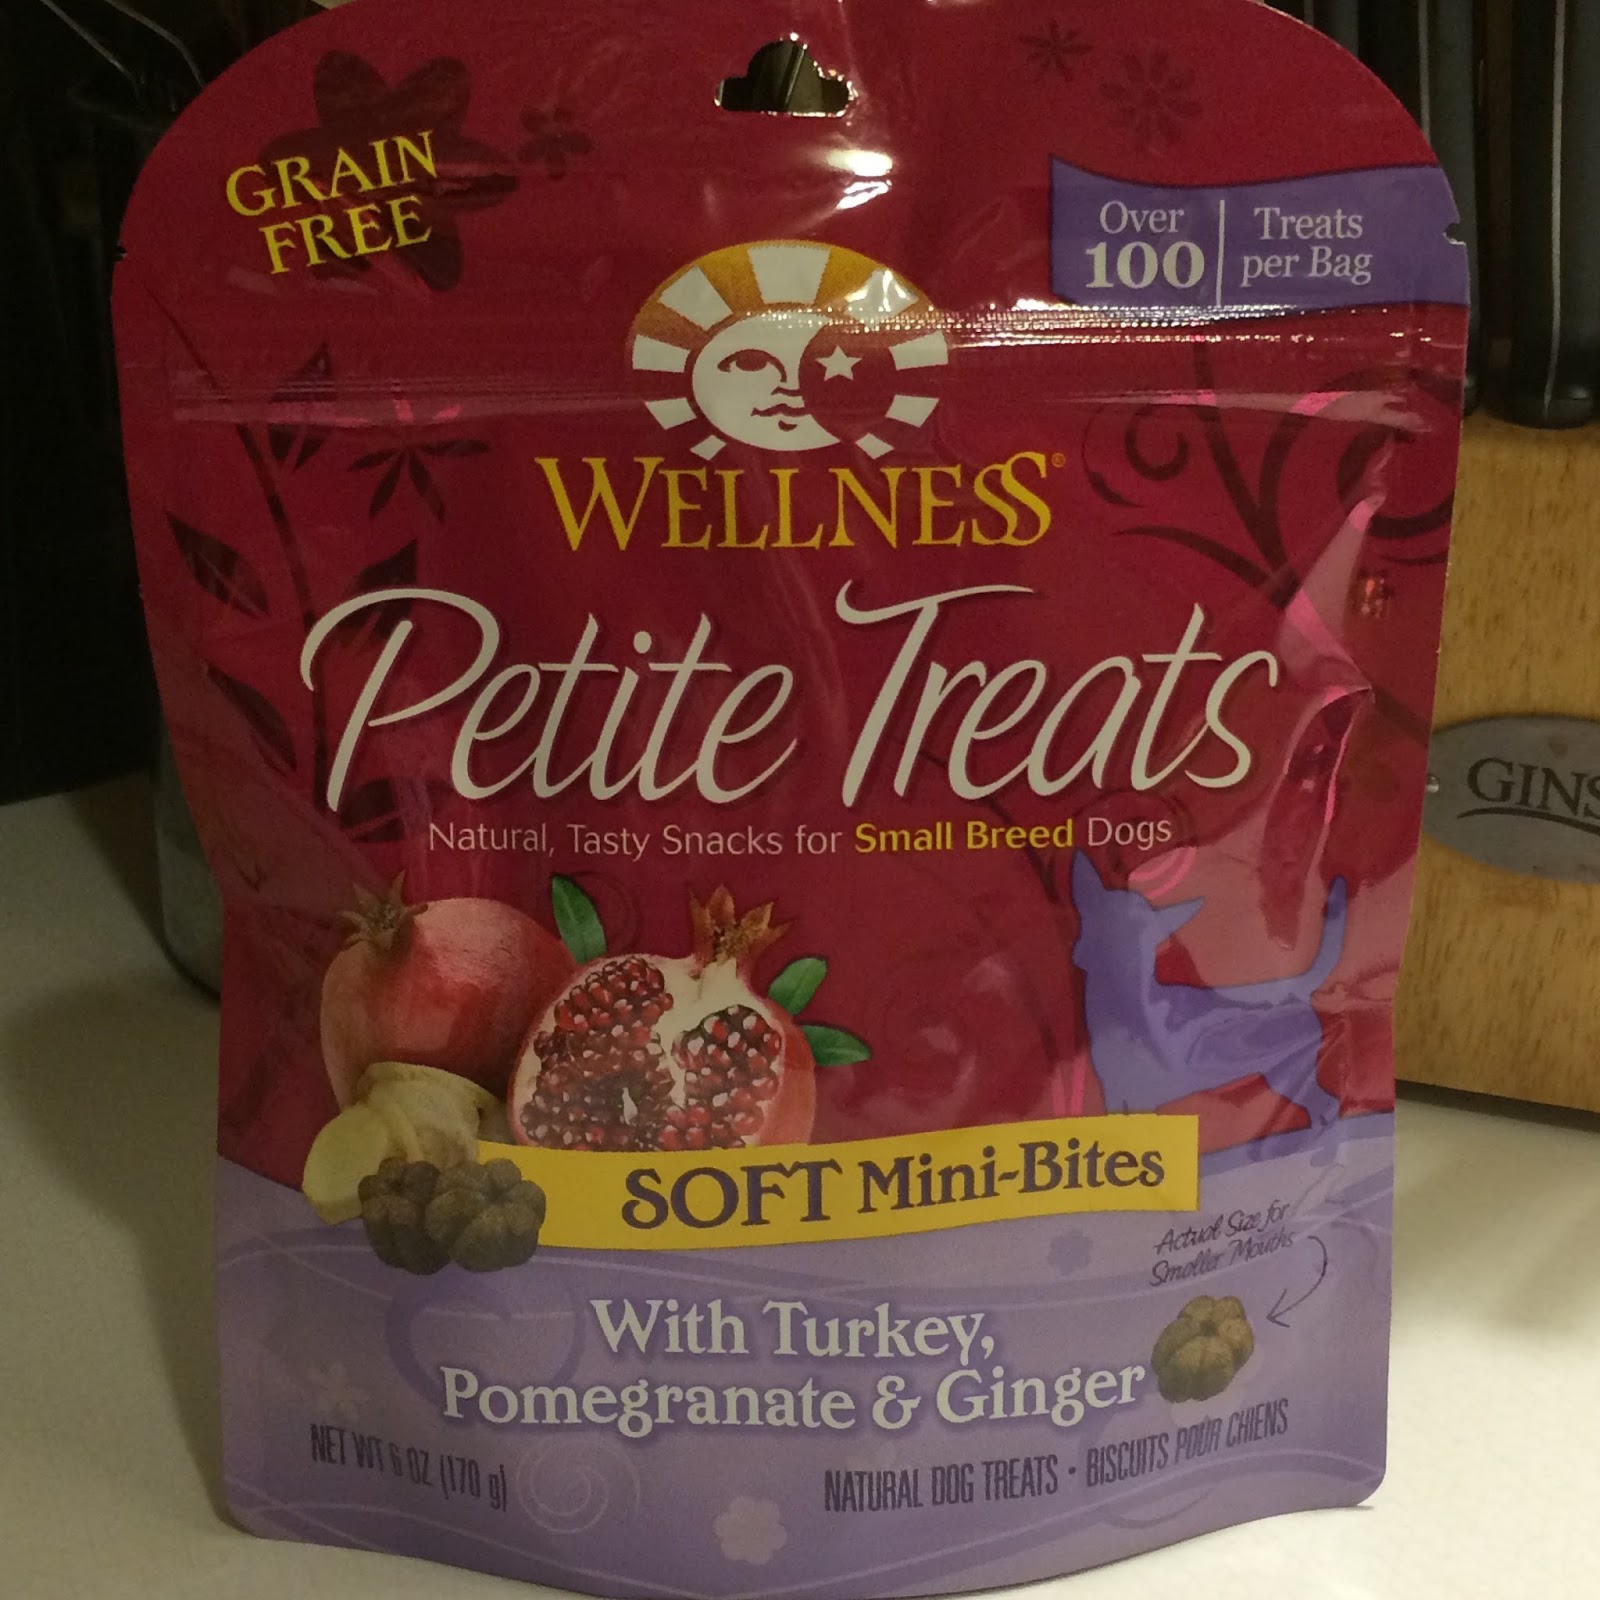 GRAIN
FREE
Over
100
Treats
per Bag
WELLNESS®
Petite Treats
Natural, Tasty Snacks for Small Breed Dogs
SOFT Mini-Bites
Actual Size for
Smaller Mouths
With Turkey,
Pomegranate & Ginger
NET WT 6 OZ (170 g)
NATURAL DOG TREATS • BISCUITS POUR CHIENS
GINS